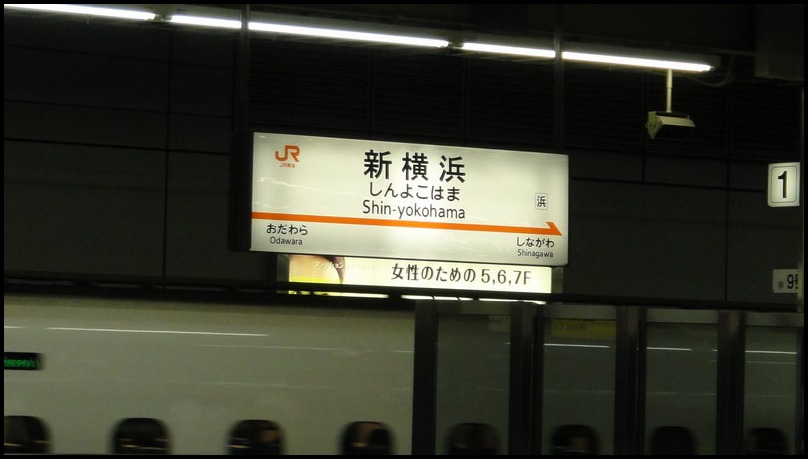 JR
新横浜
しんよこはま
Shin-yokohama
浜
おだわら
Odawara
しながわ
Shinagawa
女性のための5,6,7F
1
9号